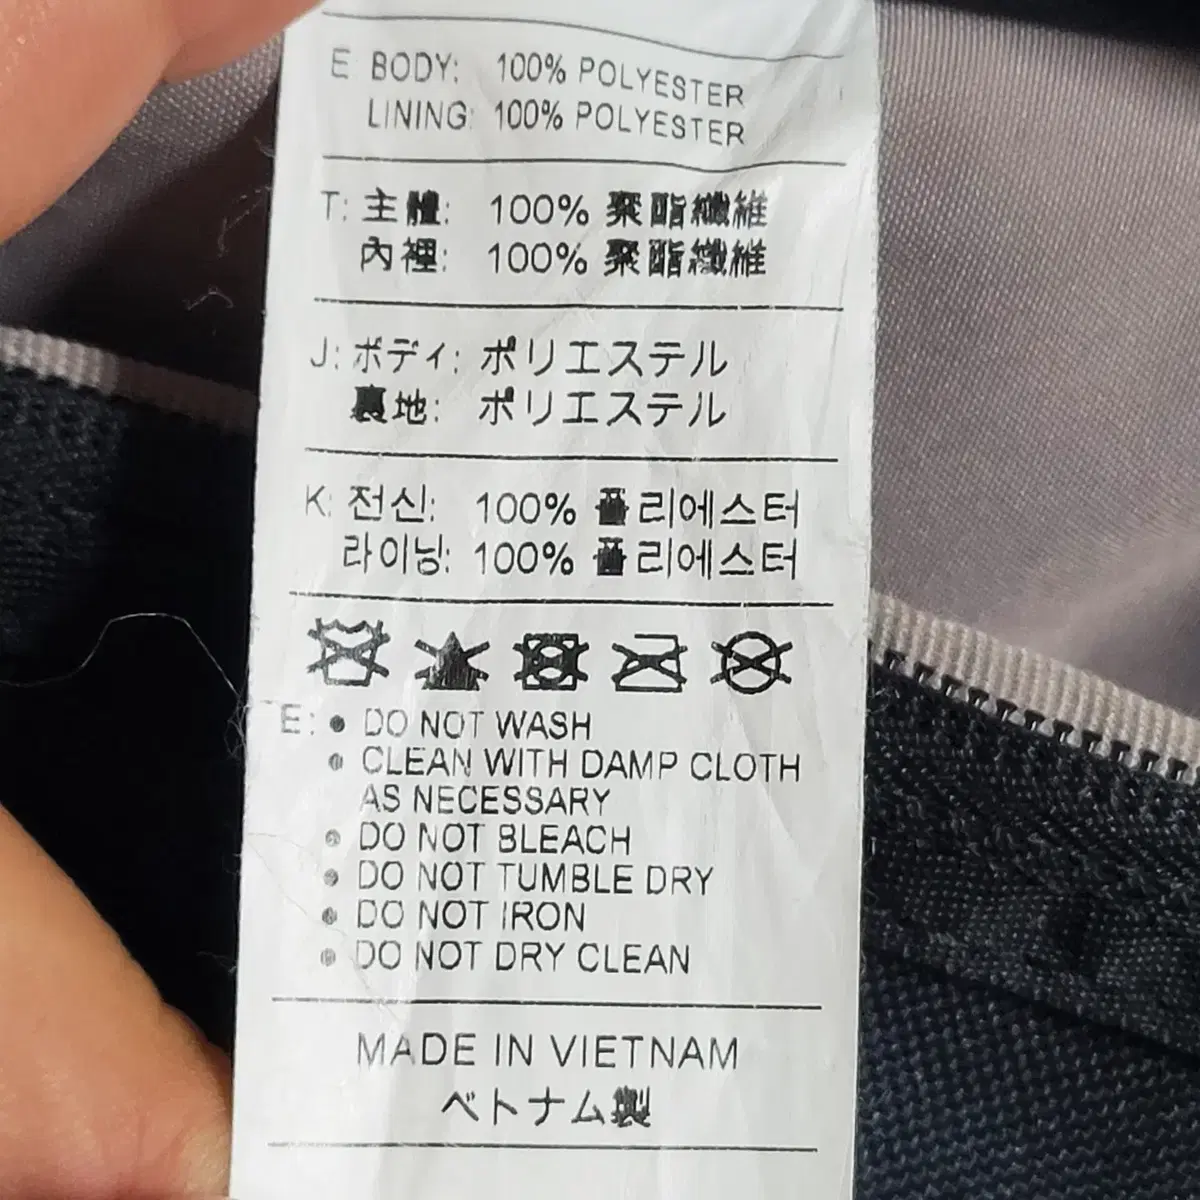 E BODY: 100% POLYESTER
LINING: 100% POLYESTER
T: 主體: 100% 聚酯纖維
內裡: 100% 聚酯纖維
J: ボディ: ポリエステル
裏地: ポリエステル
K: 전신: 100% 폴리에스터
라이닝: 100% 폴리에스터
E: • DO NOT WASH
• CLEAN WITH DAMP CLOTH
AS NECESSARY
• DO NOT BLEACH
• DO NOT TUMBLE DRY
• DO NOT IRON
• DO NOT DRY CLEAN
MADE IN VIETNAM
ベトナム製